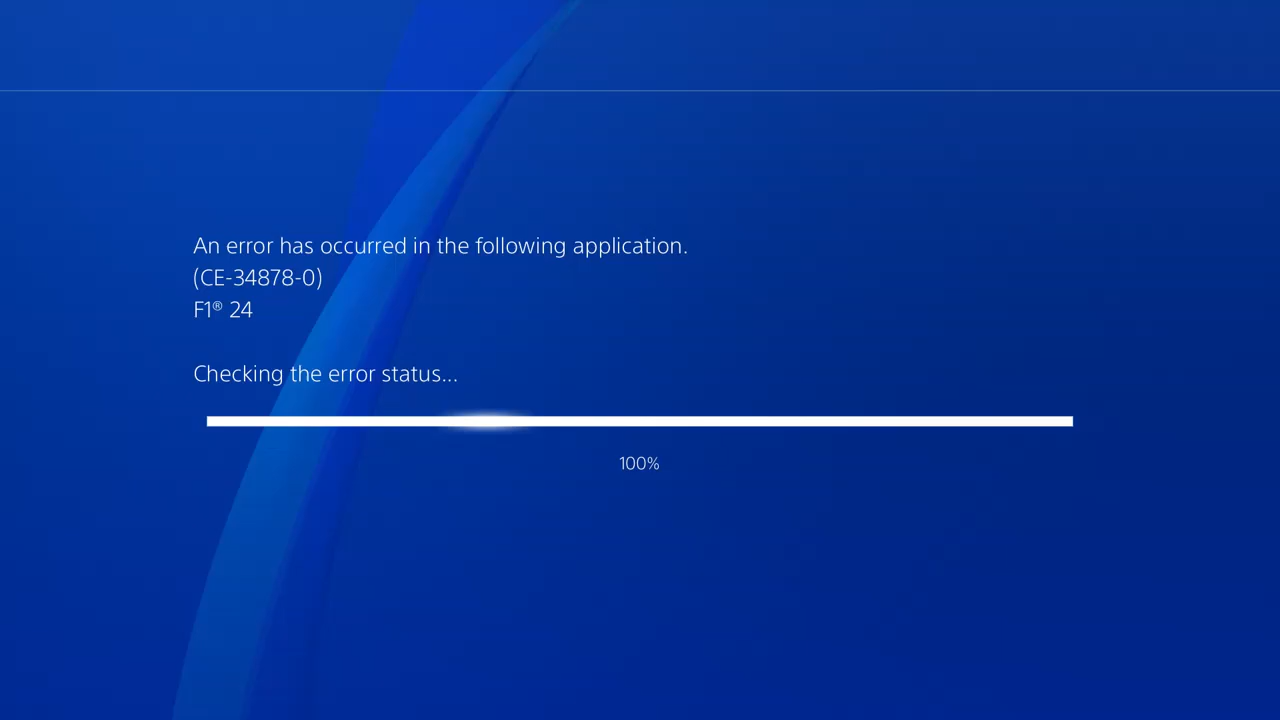 An error has occurred in the following application.
(CE-34878-0)
F1® 24
Checking the error status...
100%